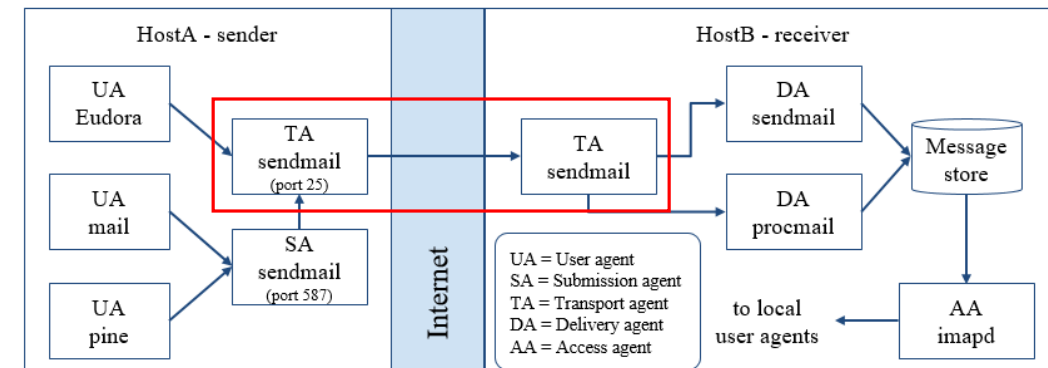 HostA - sender
HostB - receiver
UA
Eudora
UA
mail
UA
pine
TA
sendmail
(port 25)
SA
sendmail
(port 587)
Internet
TA
sendmail
DA
sendmail
DA
procmail
Message
store
UA = User agent
SA = Submission agent
TA = Transport agent
DA = Delivery agent
AA = Access agent
to local
user agents
AA
imapd